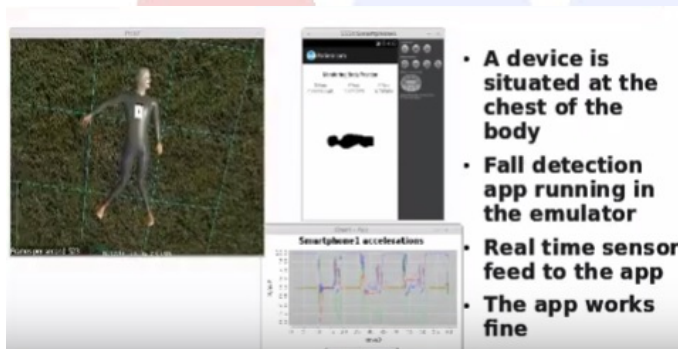 • A device is
situated at the
chest of the
body
• Fall detection
app running in
the emulator
• Real time sensor
feed to the app
• The app works
fine
Smartphone1 accelerations